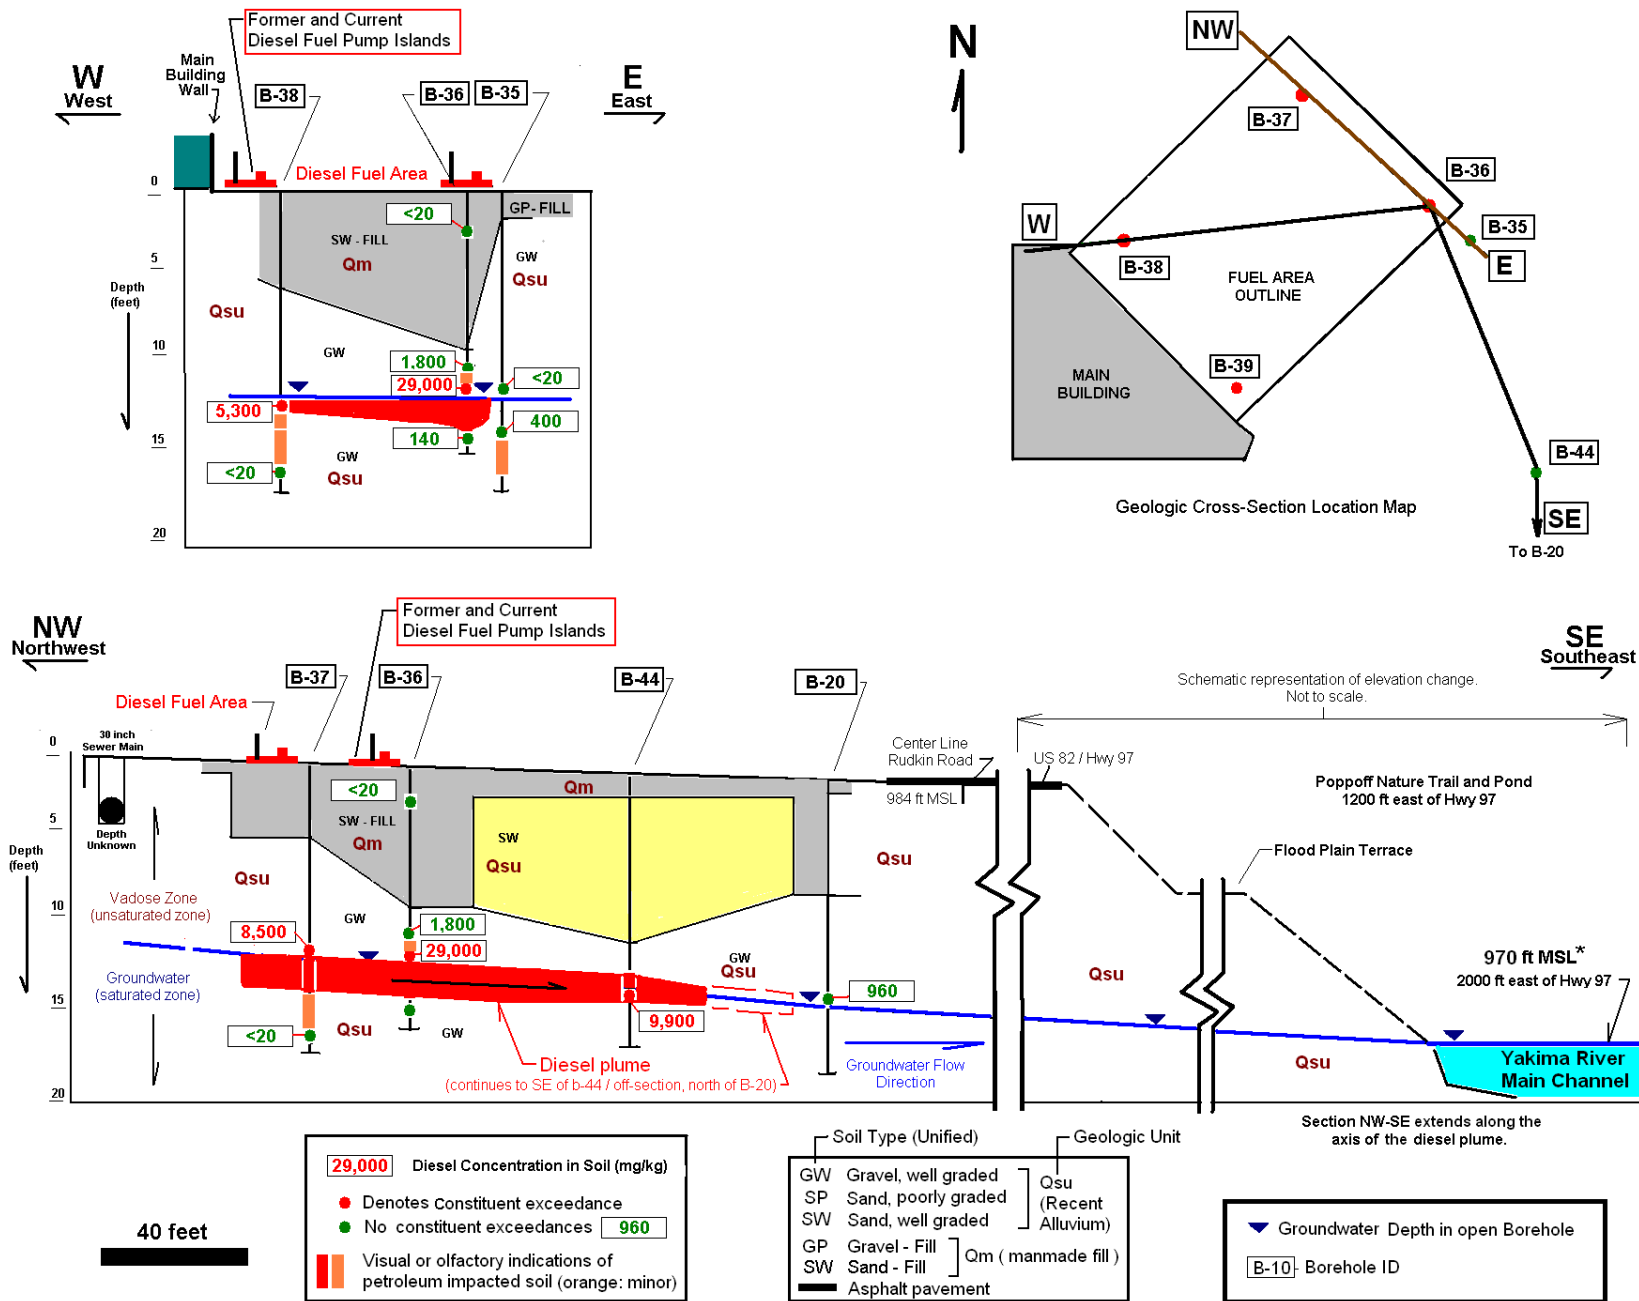 Former and Current
Diesel Fuel Pump Islands
W
West
Main
Building
Wall
B-38
B-36
B-35
E
East
Diesel Fuel Area
0
5
10
15
20
Depth
(feet)
<20
GP- FILL
SW - FILL
Qm
GW
Qsu
Qsu
GW
1,800
29,000
<20
5,300
400
140
GW
Qsu
<20
N
NW
B-37
B-36
W
B-35
E
B-38
FUEL AREA
OUTLINE
B-39
MAIN
BUILDING
B-44
SE
To B-20
Geologic Cross-Section Location Map
NW
Northwest
Former and Current
Diesel Fuel Pump Islands
SE
Southeast
B-37
B-36
B-44
B-20
Diesel Fuel Area
Schematic representation of elevation change.
Not to scale.
0
5
10
15
20
Depth
(feet)
30 inch
Sewer Main
Depth
Unknown
Center Line
Rudkin Road
984 ft MSL
US 82 / Hwy 97
Poppoff Nature Trail and Pond
1200 ft east of Hwy 97
Qm
<20
SW - FILL
Qm
SW
Qsu
Qsu
Qsu
Flood Plain Terrace
Vadose Zone
(unsaturated zone)
GW
1,800
8,500
29,000
GW
Qsu
Groundwater
(saturated zone)
960
9,900
<20
Qsu
GW
Qsu
970 ft MSL*
2000 ft east of Hwy 97
Diesel plume
(continues to SE of b-44 / off-section, north of B-20)
Groundwater Flow
Direction
Qsu
Yakima River
Main Channel
Section NW-SE extends along the
axis of the diesel plume.
40 feet
29,000 Diesel Concentration in Soil (mg/kg)
Denotes Constituent exceedance
No constituent exceedances 960
Visual or olfactory indications of
petroleum impacted soil (orange: minor)
Soil Type (Unified)
Geologic Unit
GW Gravel, well graded
SP Sand, poorly graded
SW Sand, well graded
Qsu
(Recent
Alluvium)
GP Gravel - Fill
SW Sand - Fill
Qm ( manmade fill )
Asphalt pavement
Groundwater Depth in open Borehole
B-10 - Borehole ID